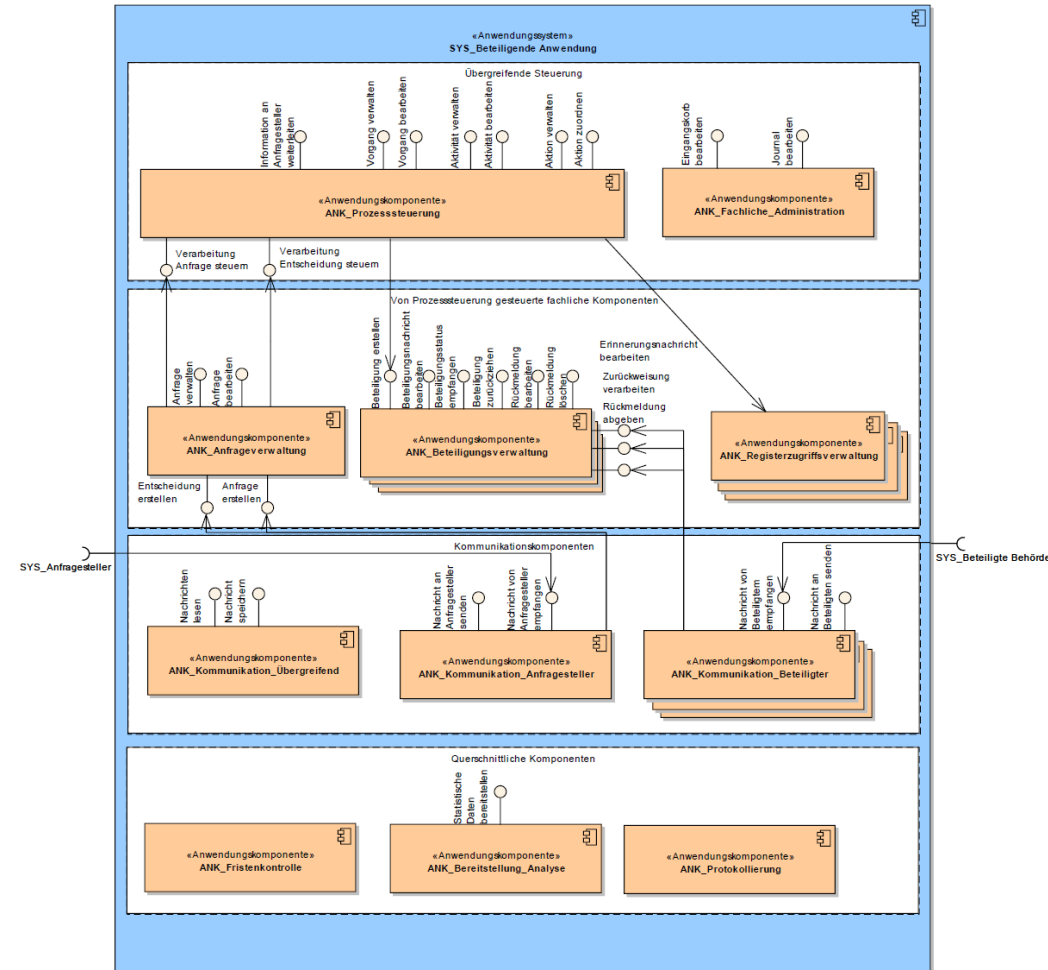 «Anwendungssystem»
SYS_Beteiligende Anwendung
Übergreifende Steuerung
Information an
Anfragesteller
weiterleiten
Vorgang verwalten
Vorgang bearbeiten
Aktivität verwalten
Aktivität bearbeiten
Aktion verwalten
Aktion zuordnen
Eingangskorb
bearbeiten
Journal
bearbeiten
«Anwendungskomponente»
ANK_Prozesssteuerung
«Anwendungskomponente»
ANK_Fachliche_Administration
Verarbeitung
Anfrage steuern
Verarbeitung
Entscheidung steuern
Von Prozesssteuerung gesteuerte fachliche Komponenten
Anfrage
verwalten
Anfrage
bearbeiten
Beteiligung erstellen
Beteiligungsnachricht
bearbeiten
Beteiligungsstatus
empfangen
Beteiligung
zurückziehen
Rückmeldung
bearbeiten
Rückmeldung
löschen
Erinnerungsnachricht
bearbeiten
Zurückweisung
verarbeiten
Rückmeldung
abgeben
«Anwendungskomponente»
ANK_Anfrageverwaltung
«Anwendungskomponente»
ANK_Beteiligungsverwaltung
«Anwendungskomponente»
ANK_Registerzugriffsverwaltung
Entscheidung
erstellen
Anfrage
erstellen
Kommunikationskomponenten
SYS_Anfragesteller
SYS_Beteiligte Behörde
Nachrichten
lesen
Nachricht
speichern
Nachricht an
Anfragesteller
senden
Nachricht von
Anfragesteller
empfangen
Nachricht von
Beteiligtem
empfangen
Nachricht an
Beteiligten senden
«Anwendungskomponente»
ANK_Kommunikation_Übergreifend
«Anwendungskomponente»
ANK_Kommunikation_Anfragesteller
«Anwendungskomponente»
ANK_Kommunikation_Beteiligter
Querschnittliche Komponenten
Statistische
Daten
bereitstellen
«Anwendungskomponente»
ANK_Fristenkontrolle
«Anwendungskomponente»
ANK_Bereitstellung_Analyse
«Anwendungskomponente»
ANK_Protokollierung